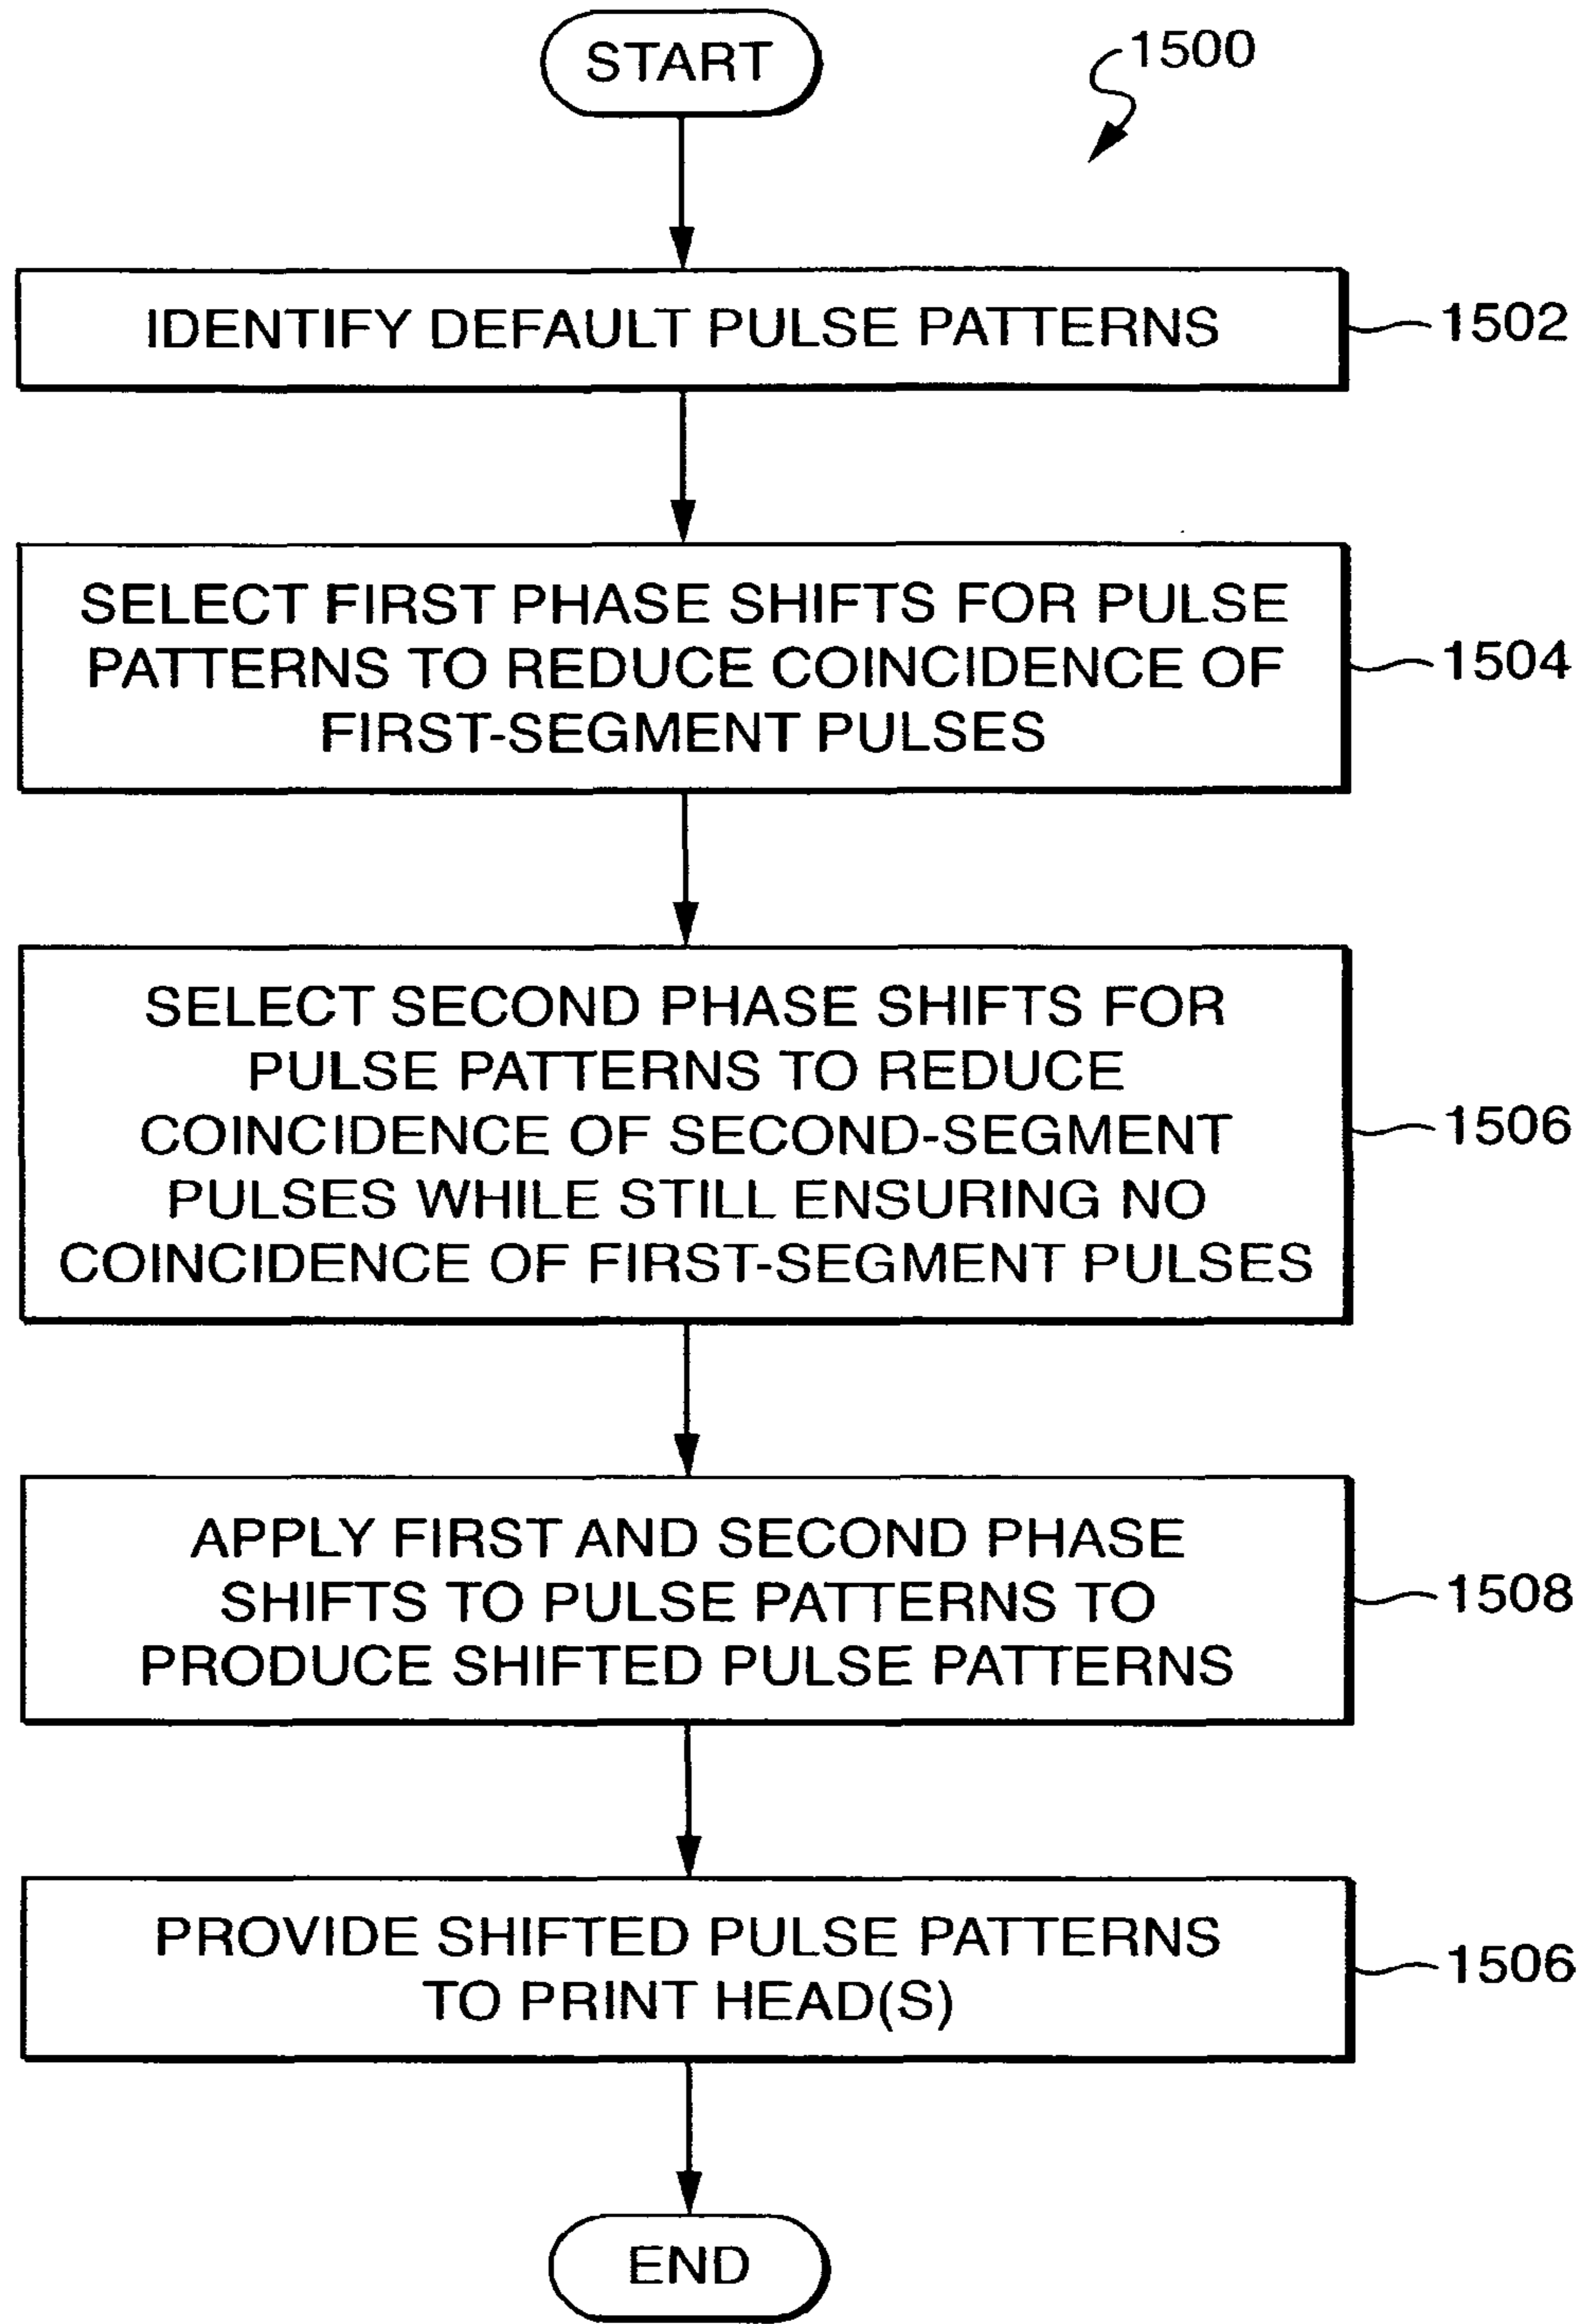 START
1500
IDENTIFY DEFAULT PULSE PATTERNS
1502
SELECT FIRST PHASE SHIFTS FOR PULSE
PATTERNS TO REDUCE COINCIDENCE OF
FIRST-SEGMENT PULSES
1504
SELECT SECOND PHASE SHIFTS FOR
PULSE PATTERNS TO REDUCE
COINCIDENCE OF SECOND-SEGMENT
PULSES WHILE STILL ENSURING NO
COINCIDENCE OF FIRST-SEGMENT PULSES
1506
APPLY FIRST AND SECOND PHASE
SHIFTS TO PULSE PATTERNS TO
PRODUCE SHIFTED PULSE PATTERNS
1508
PROVIDE SHIFTED PULSE PATTERNS
TO PRINT HEAD(S)
1506
END